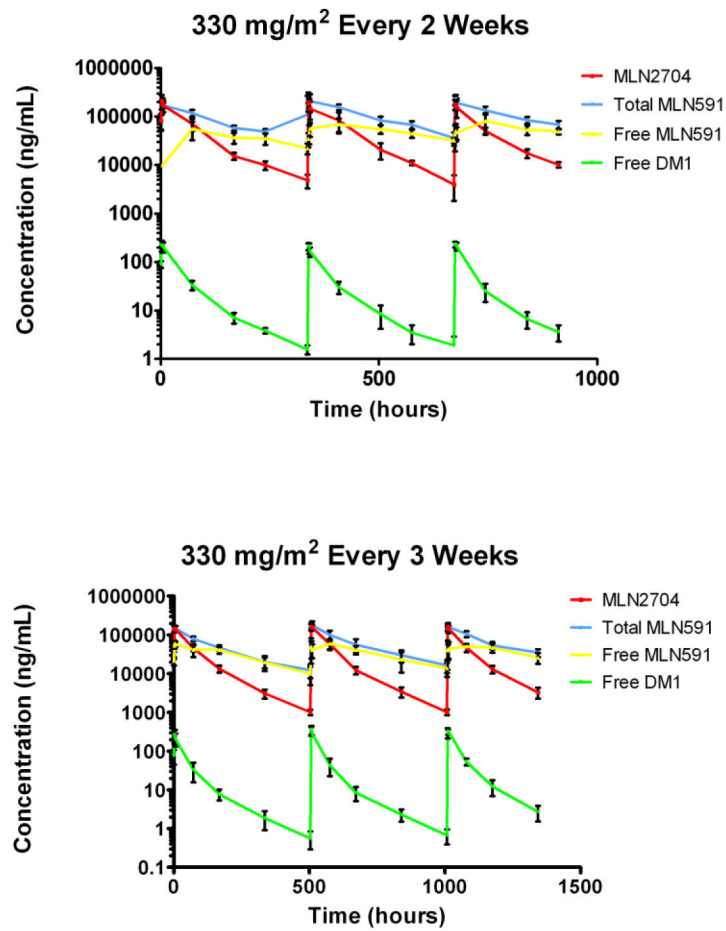 330 mg/m² Every 2 Weeks
Concentration (ng/mL)
1000000
100000
10000
1000
100
10
1
0
500
1000
Time (hours)
MLN2704
Total MLN591
Free MLN591
Free DM1
330 mg/m² Every 3 Weeks
Concentration (ng/mL)
1000000
100000
10000
1000
100
10
1
0.1
0
500
1000
1500
Time (hours)
MLN2704
Total MLN591
Free MLN591
Free DM1